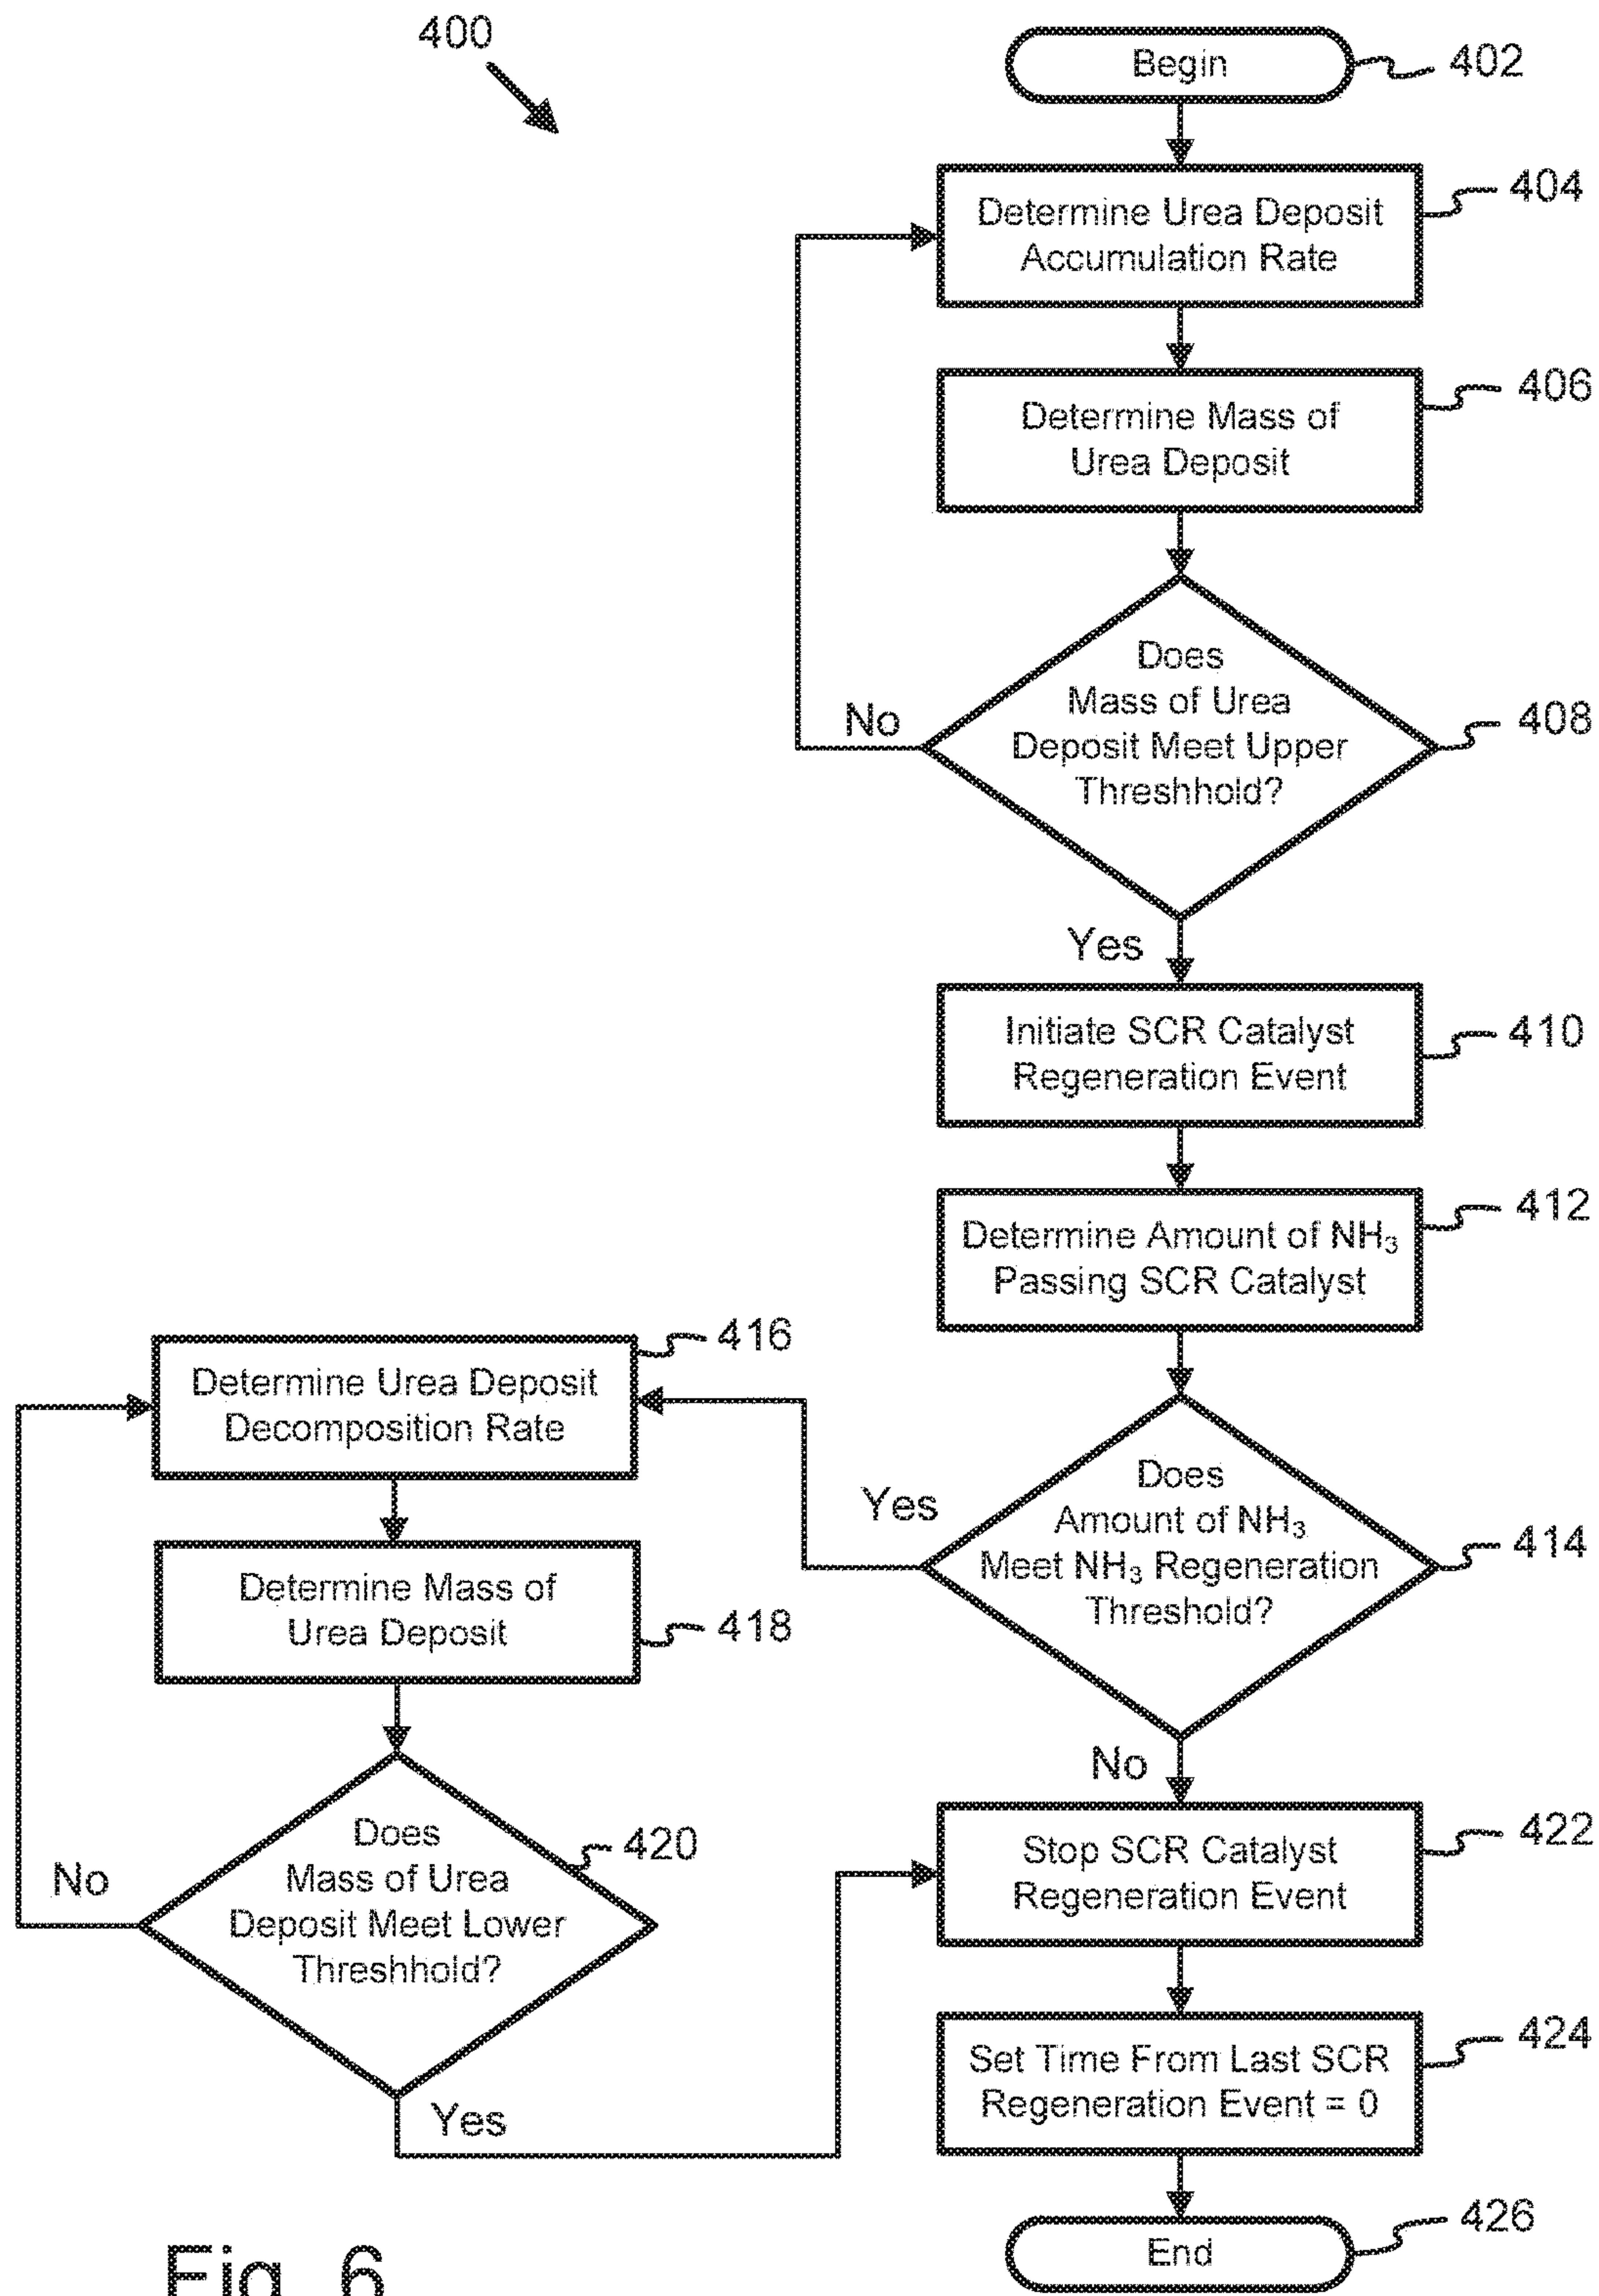 400
Begin
402
Determine Urea Deposit
Accumulation Rate
404
Determine Mass of
Urea Deposit
406
Does
Mass of Urea
Deposit Meet Upper
Threshhold?
408
No
Yes
Initiate SCR Catalyst
Regeneration Event
410
Determine Amount of NH₃
Passing SCR Catalyst
412
Does
Amount of NH₃
Meet NH₃ Regeneration
Threshold?
414
Yes
No
Determine Urea Deposit
Decomposition Rate
416
Determine Mass of
Urea Deposit
418
Does
Mass of Urea
Deposit Meet Lower
Threshhold?
420
No
Yes
Stop SCR Catalyst
Regeneration Event
422
Set Time From Last SCR
Regeneration Event = 0
424
End
426
Fig. 6